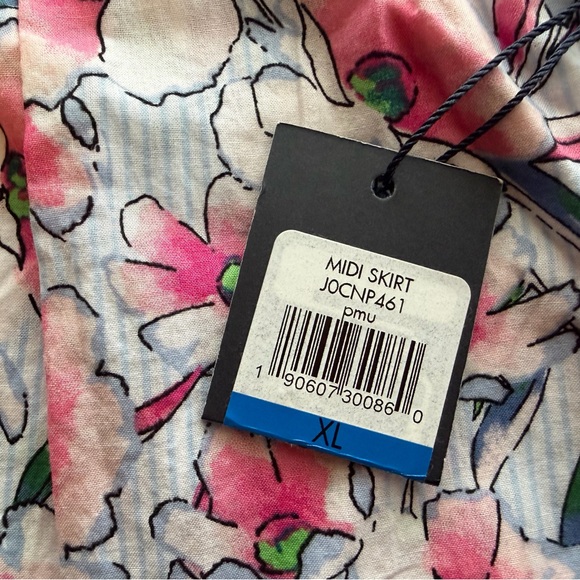 MIDI SKIRT
J0CNP461
pmu
1 90607 30086 0
XL